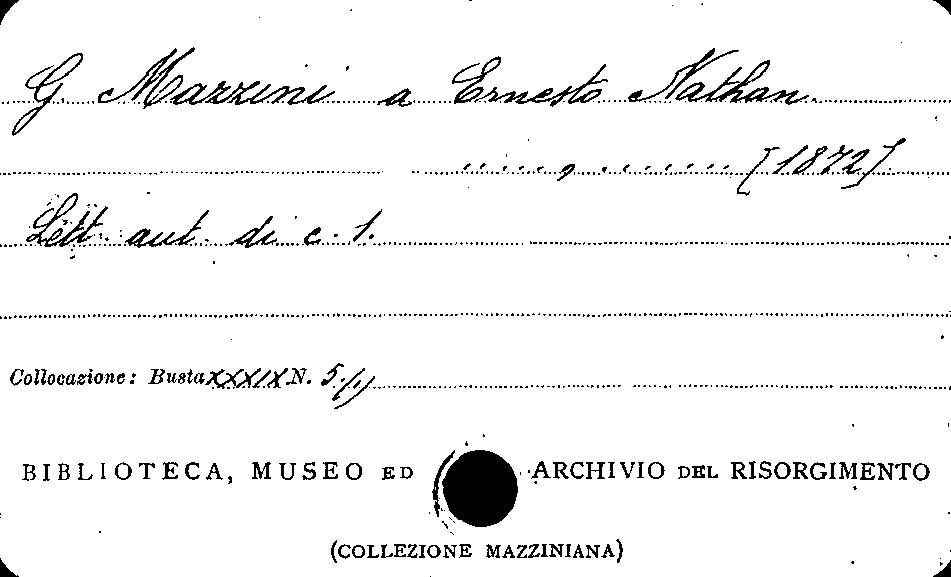 G. Mazzini a Ernesto Nathan.
......, ........ [1872]
Lett. aut. di c. 1.
Collocazione: Busta XXXIX N. 5/1)
BIBLIOTECA, MUSEO ED ARCHIVIO DEL RISORGIMENTO
(COLLEZIONE MAZZINIANA)